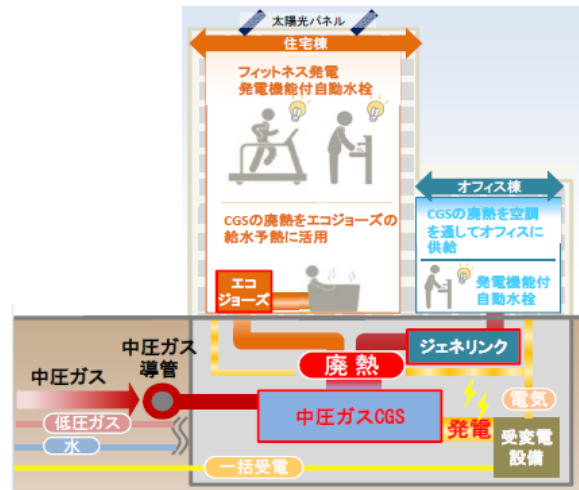 太陽光パネル
住宅棟
フィットネス発電
発電機能付自動水栓
CGSの廃熱をエコジョーズの
給水予熱に活用
エコ
ジョーズ
オフィス棟
CGSの廃熱を空調
を通してオフィスに
供給
発電機能付
自動水栓
中圧ガス
導管
中圧ガス
低圧ガス
水
廃熱
ジェネリンク
中圧ガスCGS
発電
電気
受変電
設備
一括受電